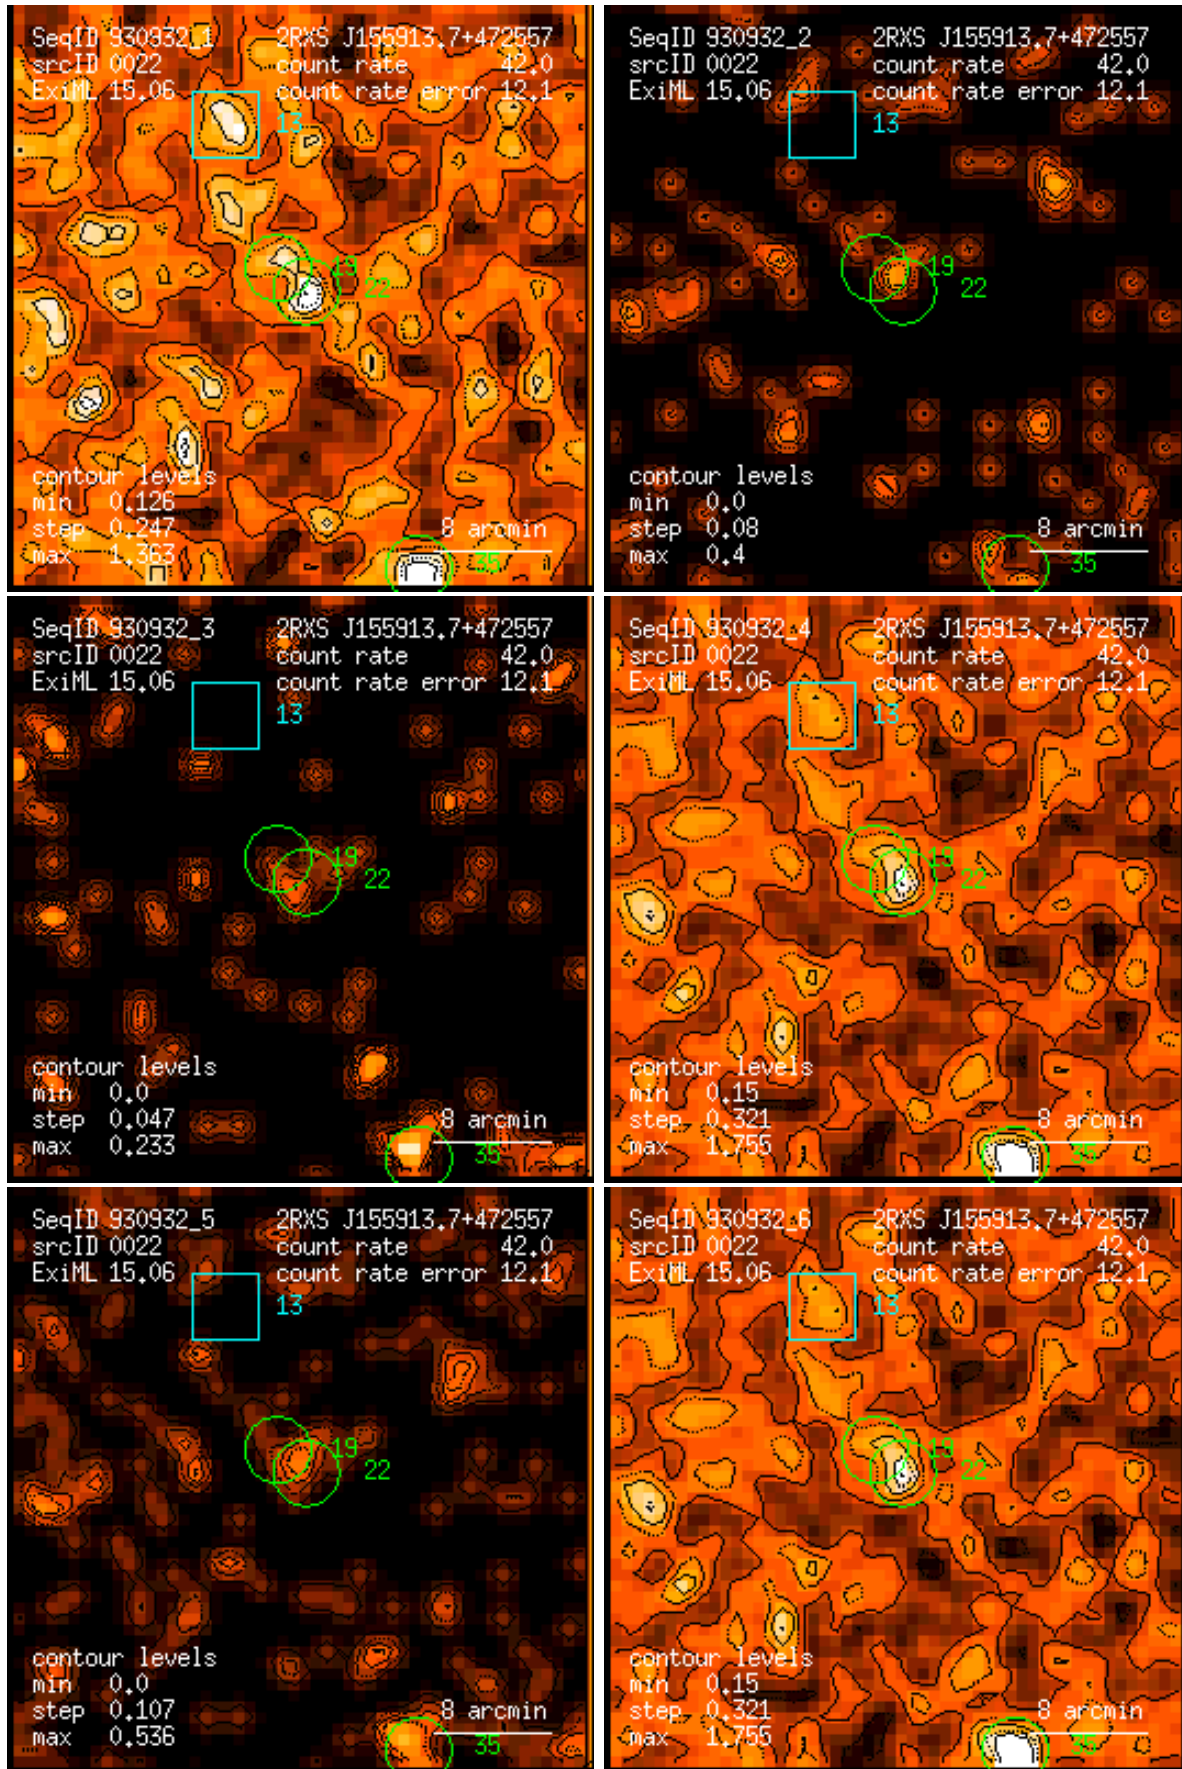 SeqID 930932_1 2RXS J155913.7+472557
srcID 0022 count rate 42.0
ExiML 15.06 count rate error 12.1
13
19
22
contour levels
min 0.126
step 0.247 8 arcmin
max 1.363 35
SeqID 930932_2 2RXS J155913.7+472557
srcID 0022 count rate 42.0
ExiML 15.06 count rate error 12.1
13
19
22
contour levels
min 0.0
step 0.08 8 arcmin
max 0.4 35
SeqID 930932_3 2RXS J155913.7+472557
srcID 0022 count rate 42.0
ExiML 15.06 count rate error 12.1
13
19
22
contour levels
min 0.0
step 0.047 8 arcmin
max 0.233 35
SeqID 930932_4 2RXS J155913.7+472557
srcID 0022 count rate 42.0
ExiML 15.06 count rate error 12.1
13
19
22
contour levels
min 0.15
step 0.321 8 arcmin
max 1.755 35
SeqID 930932_5 2RXS J155913.7+472557
srcID 0022 count rate 42.0
ExiML 15.06 count rate error 12.1
13
19
22
contour levels
min 0.0
step 0.107 8 arcmin
max 0.536 35
SeqID 930932_6 2RXS J155913.7+472557
srcID 0022 count rate 42.0
ExiML 15.06 count rate error 12.1
13
19
22
contour levels
min 0.15
step 0.321 8 arcmin
max 1.755 35